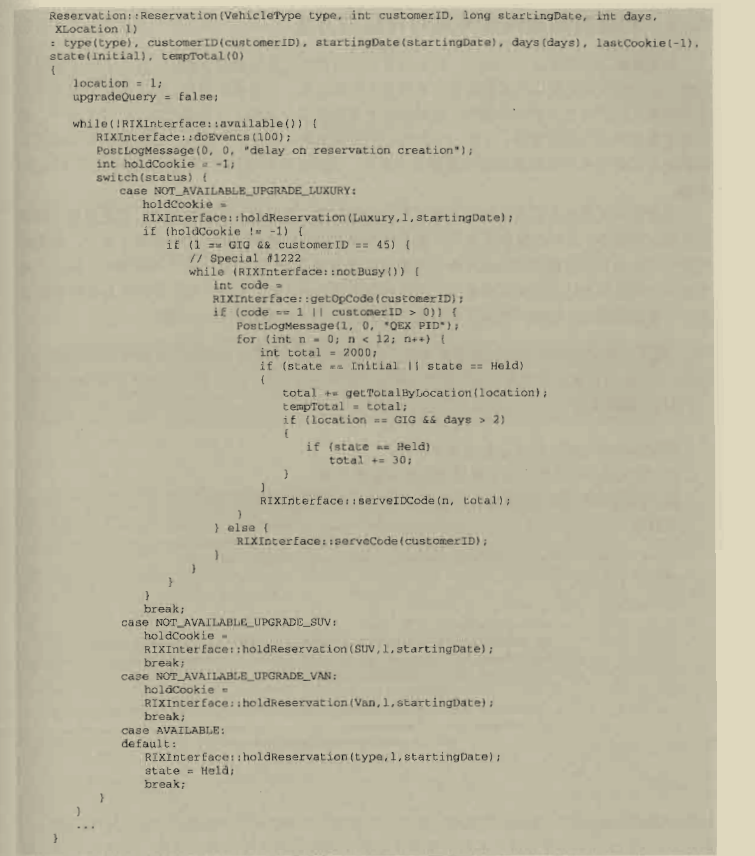 Reservation::Reservation(VehicleType type, int customerID, long startingDate, int days,
XLocation l)
: type(type), customerID(customerID), startingDate(startingDate), days(days), lastCookie(-1),
state(Initial), tempTotal(0)
{
location = l;
upgradeQuery = false;
while(!RIXInterface::available()) {
RIXInterface::doEvents(100);
PostLogMessage(0, 0, "delay on reservation creation");
int holdCookie = -1;
switch(status) {
case NOT_AVAILABLE_UPGRADE_LUXURY:
holdCookie =
RIXInterface::holdReservation(Luxury,l,startingDate);
if (holdCookie != -1) {
if (l == GIG && customerID == 45) {
// Special #1222
while (RIXInterface::notBusy()) {
int code =
RIXInterface::getOpCode(customerID);
if (code == 1 || customerID > 0)) {
PostLogMessage(1, 0, "QEX PID");
for (int n = 0; n < 12; n++) {
int total = 2000;
if (state == Initial || state == Held)
{
total += getTotalByLocation(location);
tempTotal = total;
if (location == GIG && days > 2)
{
if (state == Held)
total += 30;
}
}
RIXInterface::serveIDCode(n, total);
}
} else {
RIXInterface::serveCode(customerID);
}
}
}
}
break;
case NOT_AVAILABLE_UPGRADE_SUV:
holdCookie =
RIXInterface::holdReservation(SUV,l,startingDate);
break;
case NOT_AVAILABLE_UPGRADE_VAN:
holdCookie =
RIXInterface::holdReservation(Van,l,startingDate);
break;
case AVAILABLE:
default:
RIXInterface::holdReservation(type,l,startingDate);
state = Held;
break;
}
}
...
}